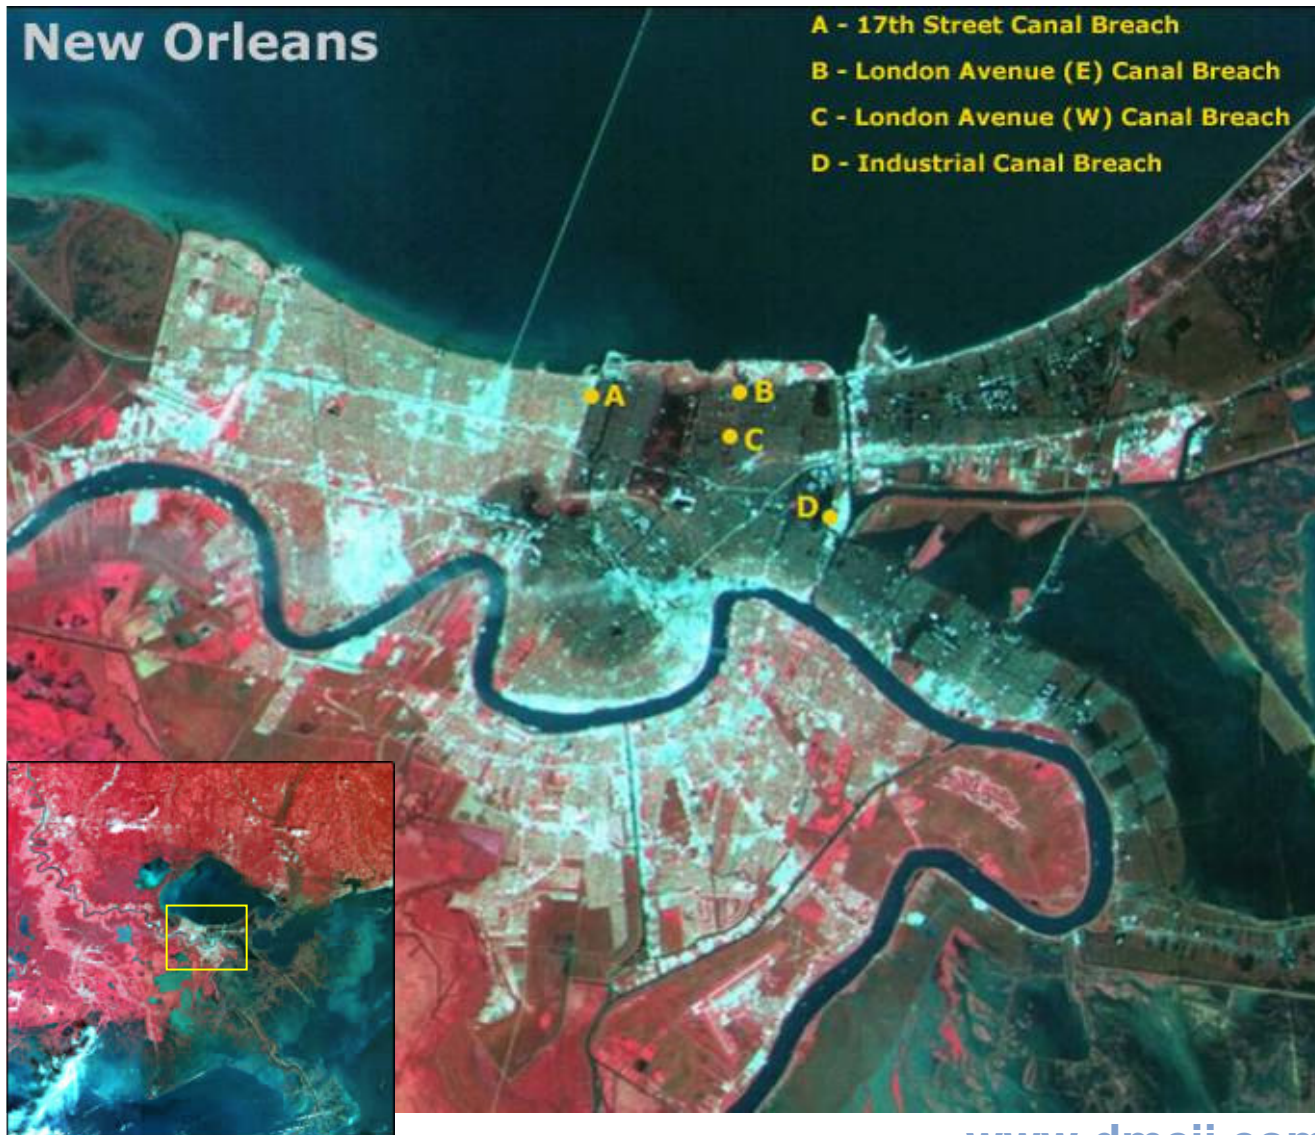 New Orleans
A - 17th Street Canal Breach
B - London Avenue (E) Canal Breach
C - London Avenue (W) Canal Breach
D - Industrial Canal Breach
A
B
C
D